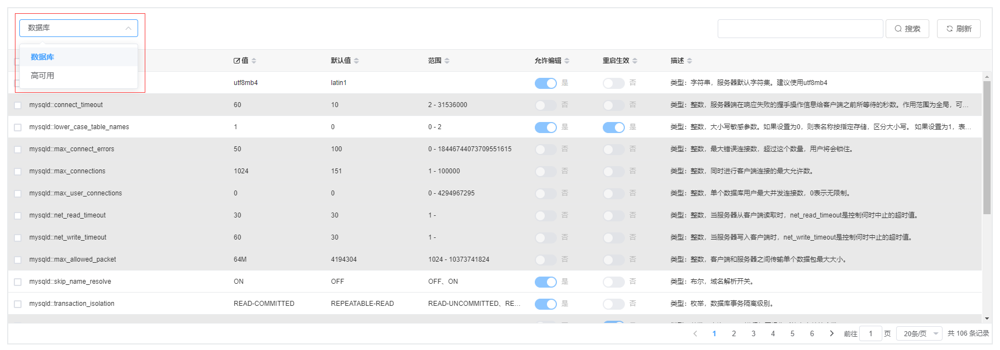 数据库
搜索
刷新
数据库
高可用
值 默认值 范围 允许编辑 重启生效 描述
utf8mb4 latin1 是 否 类型：字符串，服务器默认字符集。建议使用utf8mb4
mysqld::connect_timeout 60 10 2 - 31536000 否 否 类型：整数，服务器端在响应失败的握手操作信息给客户端之前所等待的秒数。作用范围为全局，可…
mysqld::lower_case_table_names 1 0 0 - 2 是 是 类型：整数，大小写敏感参数。如果设置为0，则表名称按指定存储，区分大小写。 如果设置为1，表…
mysqld::max_connect_errors 50 100 0 - 18446744073709551615 否 否 类型：整数，最大错误连接数，超过这个数量，用户将会锁住。
mysqld::max_connections 1024 151 1 - 100000 否 否 类型：整数，同时进行客户端连接的最大允许数。
mysqld::max_user_connections 0 0 0 - 4294967295 否 否 类型：整数，单个数据库用户最大并发连接数，0表示无限制。
mysqld::net_read_timeout 30 30 1 - 否 否 类型：整数，当服务器从客户端读取时，net_read_timeout是控制何时中止的超时值。
mysqld::net_write_timeout 60 30 1 - 否 否 类型：整数，当服务器写入客户端时，net_write_timeout是控制何时中止的超时值。
mysqld::max_allowed_packet 64M 4194304 1024 - 10373741824 否 否 类型：整数，客户端和服务器之间传输单个数据包最大大小。
mysqld::skip_name_resolve ON OFF OFF、ON 是 否 类型：布尔，域名解析开关。
mysqld::transaction_isolation READ-COMMITTED REPEATABLE-READ READ-UNCOMMITTED、RE… 是 否 类型：枚举，数据库事务隔离级别。
1 2 3 4 5 6 前往 1 页 20条/页 共 106 条记录